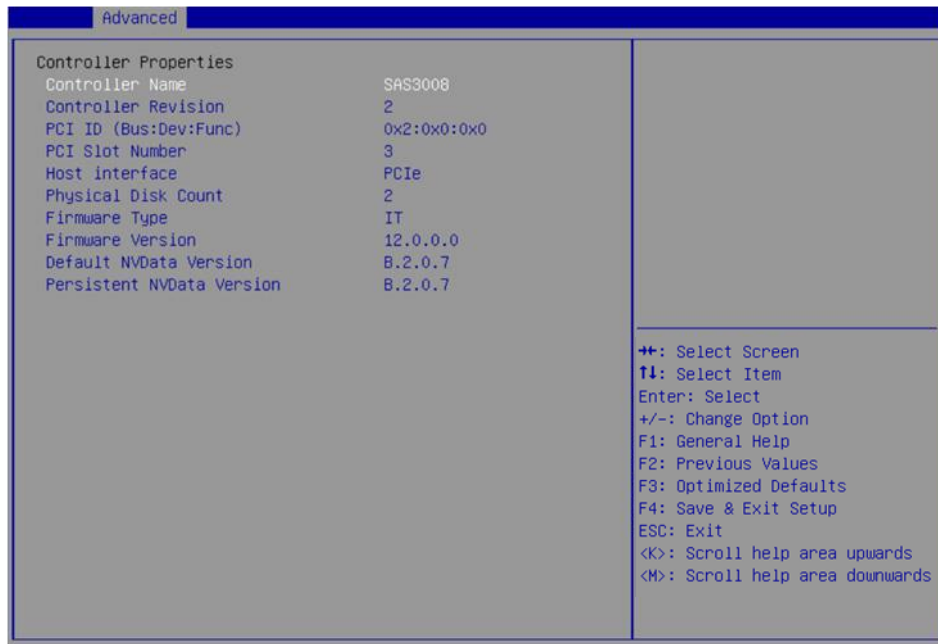 Advanced
Controller Properties
Controller Name SAS3008
Controller Revision 2
PCI ID (Bus:Dev:Func) 0x2:0x0:0x0
PCI Slot Number 3
Host interface PCIe
Physical Disk Count 2
Firmware Type IT
Firmware Version 12.0.0.0
Default NVData Version B.2.0.7
Persistent NVData Version B.2.0.7
→←: Select Screen
↑↓: Select Item
Enter: Select
+/-: Change Option
F1: General Help
F2: Previous Values
F3: Optimized Defaults
F4: Save & Exit Setup
ESC: Exit
<K>: Scroll help area upwards
<M>: Scroll help area downwards